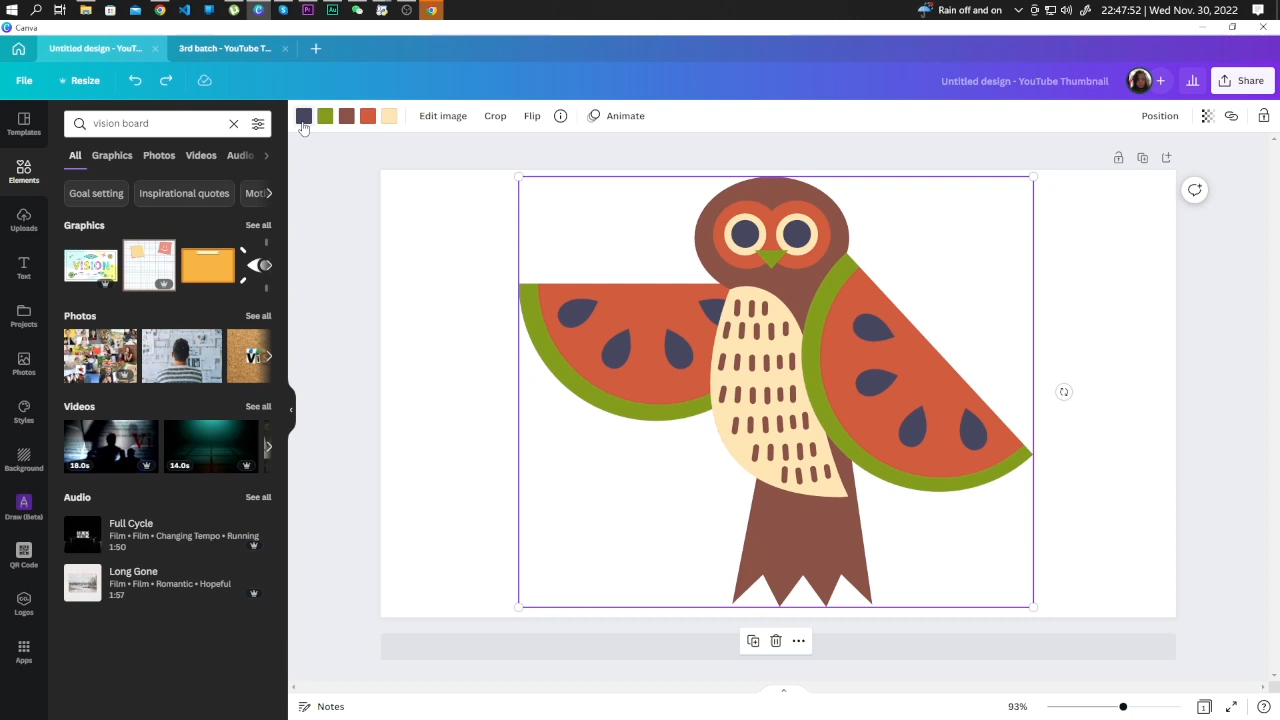 Rain off and on
22:47:52
Wed Nov. 30, 2022
Canva
Untitled design - YouT...
3rd batch - YouTube T...
File
Resize
Untitled design - YouTube Thumbnail
Share
Templates
Elements
Uploads
Text
Projects
Photos
Styles
Background
Draw (Beta)
QR Code
Logos
Apps
vision board
All
Graphics
Photos
Videos
Audio
Goal setting
Inspirational quotes
Moti
Graphics
See all
VISION
Photos
See all
Videos
See all
18.0s
14.0s
Audio
See all
Full Cycle
Film • Film • Changing Tempo • Running
1:50
Long Gone
Film • Film • Romantic • Hopeful
1:57
Edit image
Crop
Flip
Animate
Position
Notes
93%
1